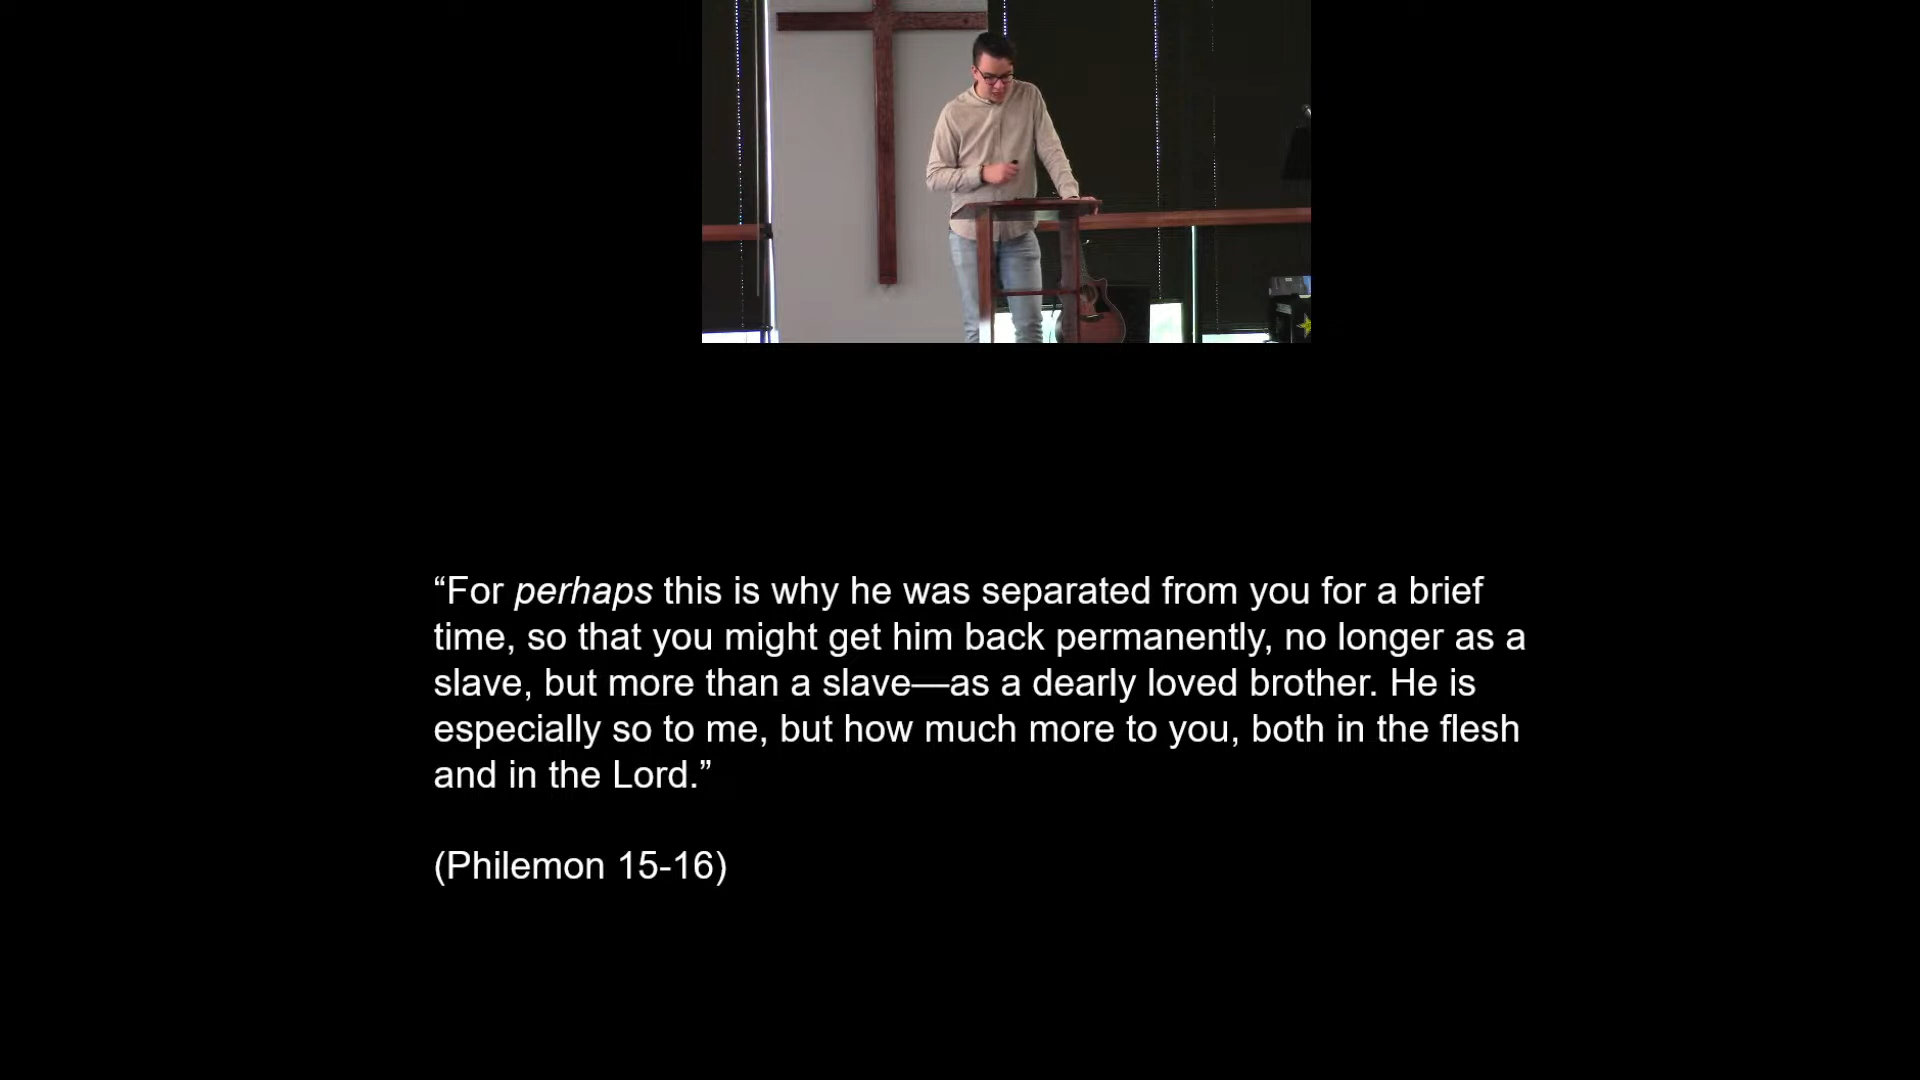 “For perhaps this is why he was separated from you for a brief
time, so that you might get him back permanently, no longer as a
slave, but more than a slave—as a dearly loved brother. He is
especially so to me, but how much more to you, both in the flesh
and in the Lord.”
(Philemon 15-16)